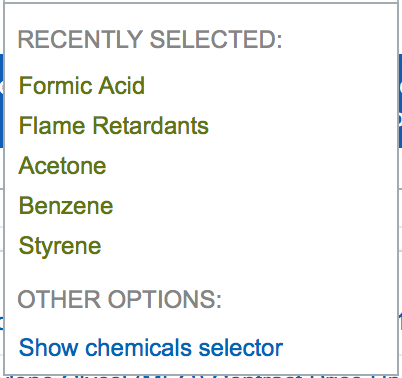 RECENTLY SELECTED:
Formic Acid
Flame Retardants
Acetone
Benzene
Styrene
OTHER OPTIONS:
Show chemicals selector